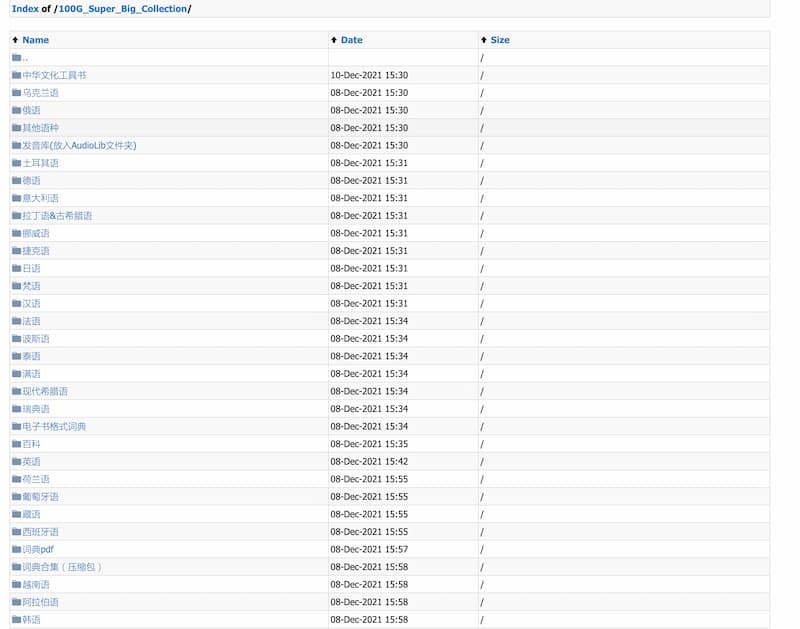 Index of /100G_Super_Big_Collection/
Name Date Size
.. /
中华文化工具书 10-Dec-2021 15:30 /
乌克兰语 08-Dec-2021 15:30 /
俄语 08-Dec-2021 15:30 /
其他语种 08-Dec-2021 15:30 /
发音库(放入AudioLib文件夹) 08-Dec-2021 15:30 /
土耳其语 08-Dec-2021 15:31 /
德语 08-Dec-2021 15:31 /
意大利语 08-Dec-2021 15:31 /
拉丁语&古希腊语 08-Dec-2021 15:31 /
挪威语 08-Dec-2021 15:31 /
捷克语 08-Dec-2021 15:31 /
日语 08-Dec-2021 15:31 /
梵语 08-Dec-2021 15:31 /
汉语 08-Dec-2021 15:31 /
法语 08-Dec-2021 15:34 /
波斯语 08-Dec-2021 15:34 /
泰语 08-Dec-2021 15:34 /
满语 08-Dec-2021 15:34 /
现代希腊语 08-Dec-2021 15:34 /
瑞典语 08-Dec-2021 15:34 /
电子书格式词典 08-Dec-2021 15:34 /
百科 08-Dec-2021 15:35 /
英语 08-Dec-2021 15:42 /
荷兰语 08-Dec-2021 15:55 /
葡萄牙语 08-Dec-2021 15:55 /
藏语 08-Dec-2021 15:55 /
西班牙语 08-Dec-2021 15:55 /
词典pdf 08-Dec-2021 15:57 /
词典合集（压缩包） 08-Dec-2021 15:58 /
越南语 08-Dec-2021 15:58 /
阿拉伯语 08-Dec-2021 15:58 /
韩语 08-Dec-2021 15:58 /